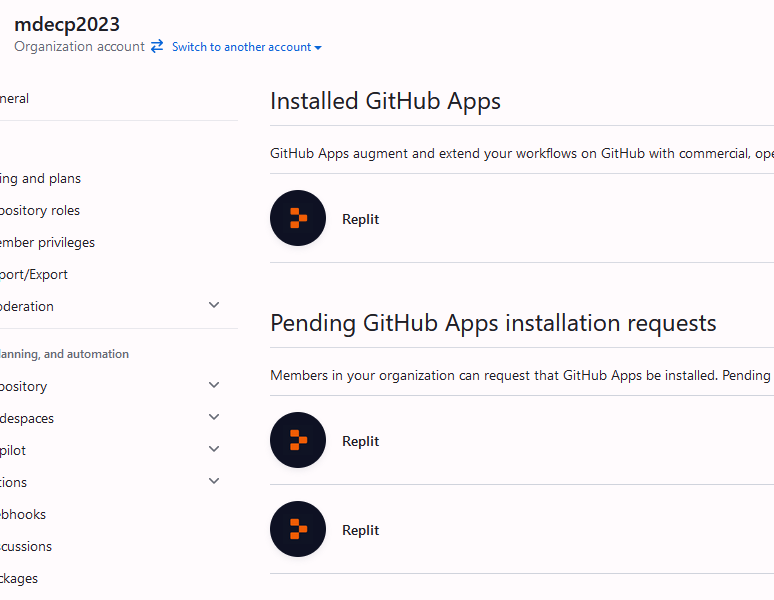 mdecp2023
Organization account Switch to another account
neral
Installed GitHub Apps
GitHub Apps augment and extend your workflows on GitHub with commercial, ope
ing and plans
pository roles
Replit
ember privileges
port/Export
oderation
Pending GitHub Apps installation requests
lanning, and automation
Members in your organization can request that GitHub Apps be installed. Pending
pository
despaces
Replit
pilot
tions
ebhooks
Replit
scussions
ckages